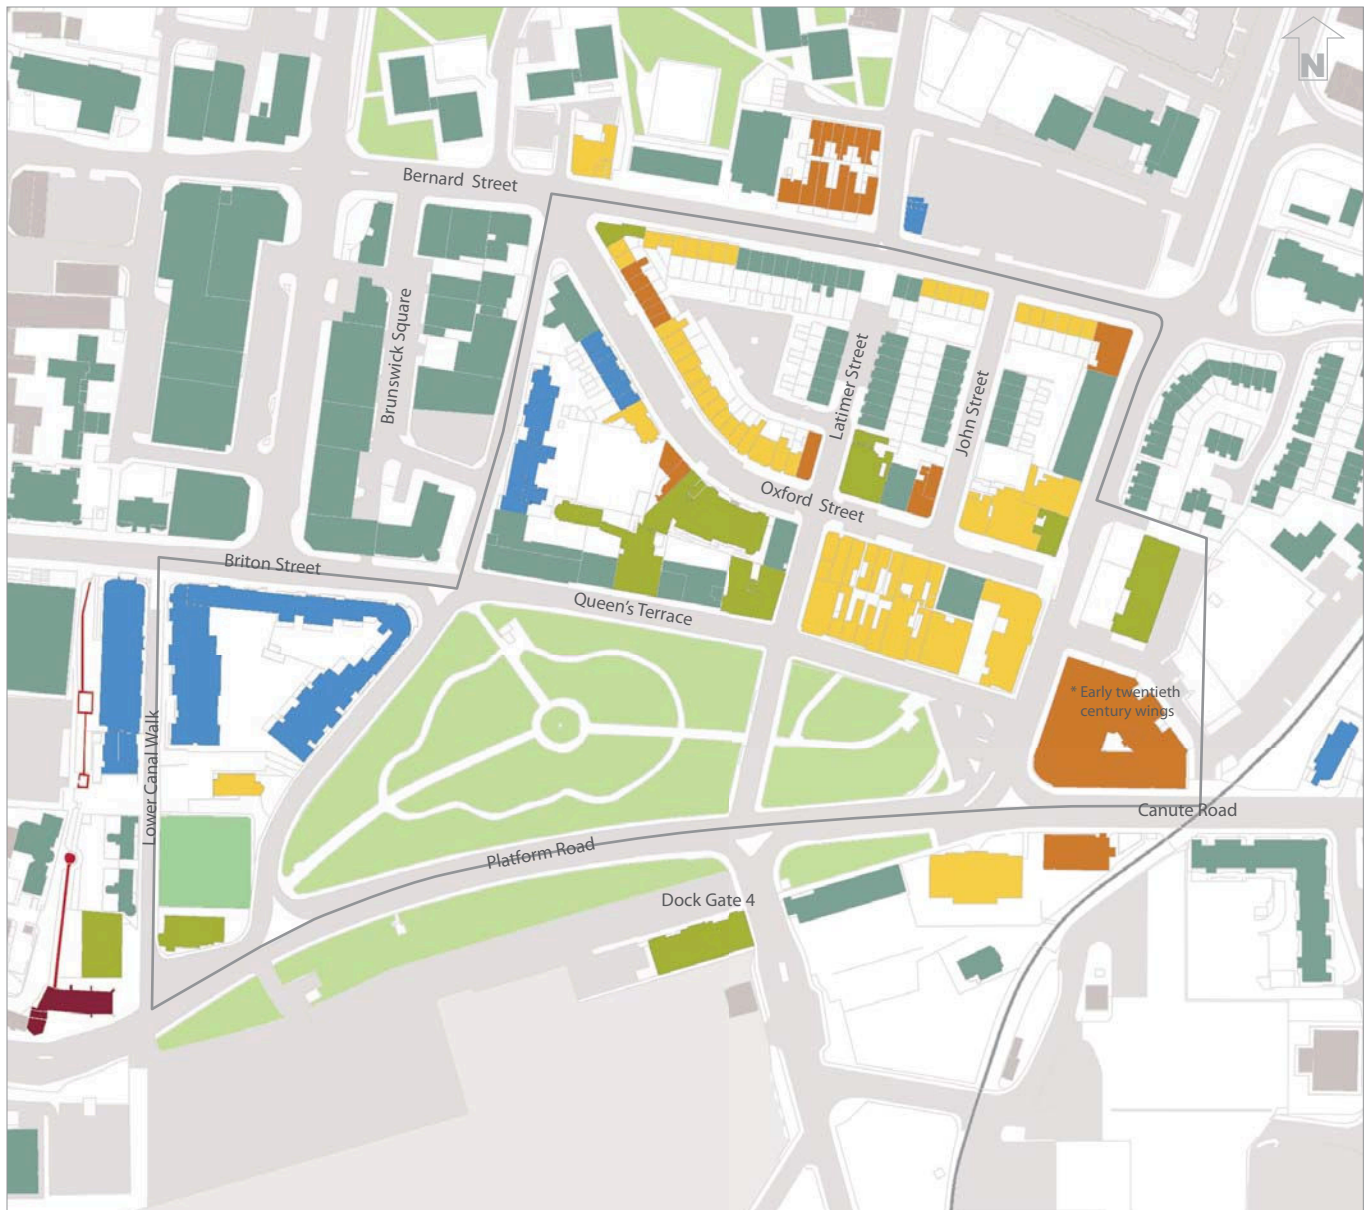 N
Bernard Street
Brunswick Square
Latimer Street
John Street
Oxford Street
Briton Street
Queen's Terrace
* Early twentieth
century wings
Lower Canal Walk
Canute Road
Platform Road
Dock Gate 4